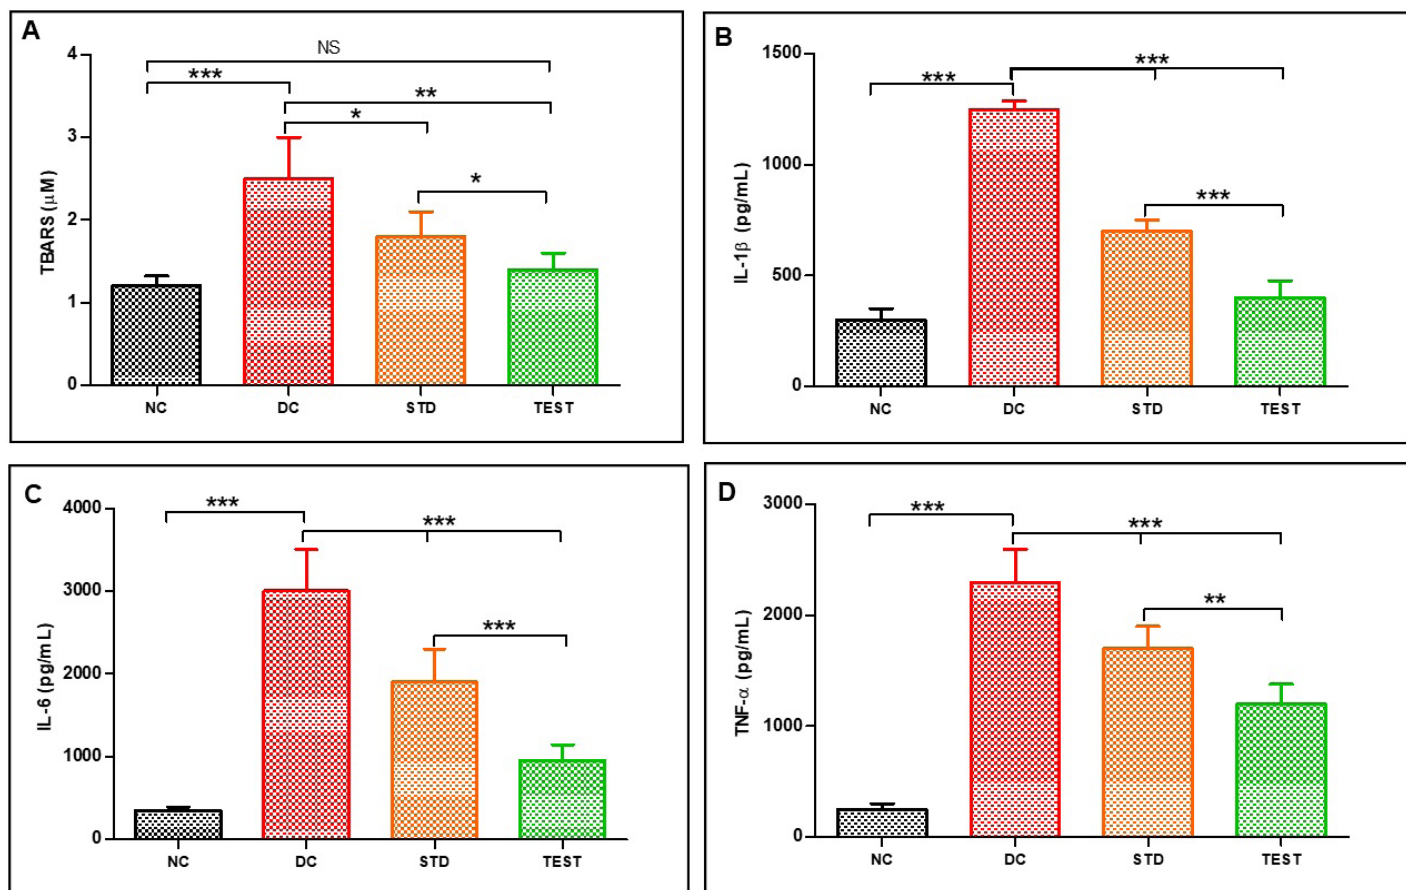 A
4
3
2
1
0
TBARS (μM)
NS
***
**
*
*
NC DC STD TEST
B
1500
1000
500
0
IL-1β (pg/mL)
***
***
***
NC DC STD TEST
C
4000
3000
2000
1000
0
IL-6 (pg/mL)
***
***
***
NC DC STD TEST
D
3000
2000
1000
0
TNF-α (pg/mL)
***
***
**
NC DC STD TEST